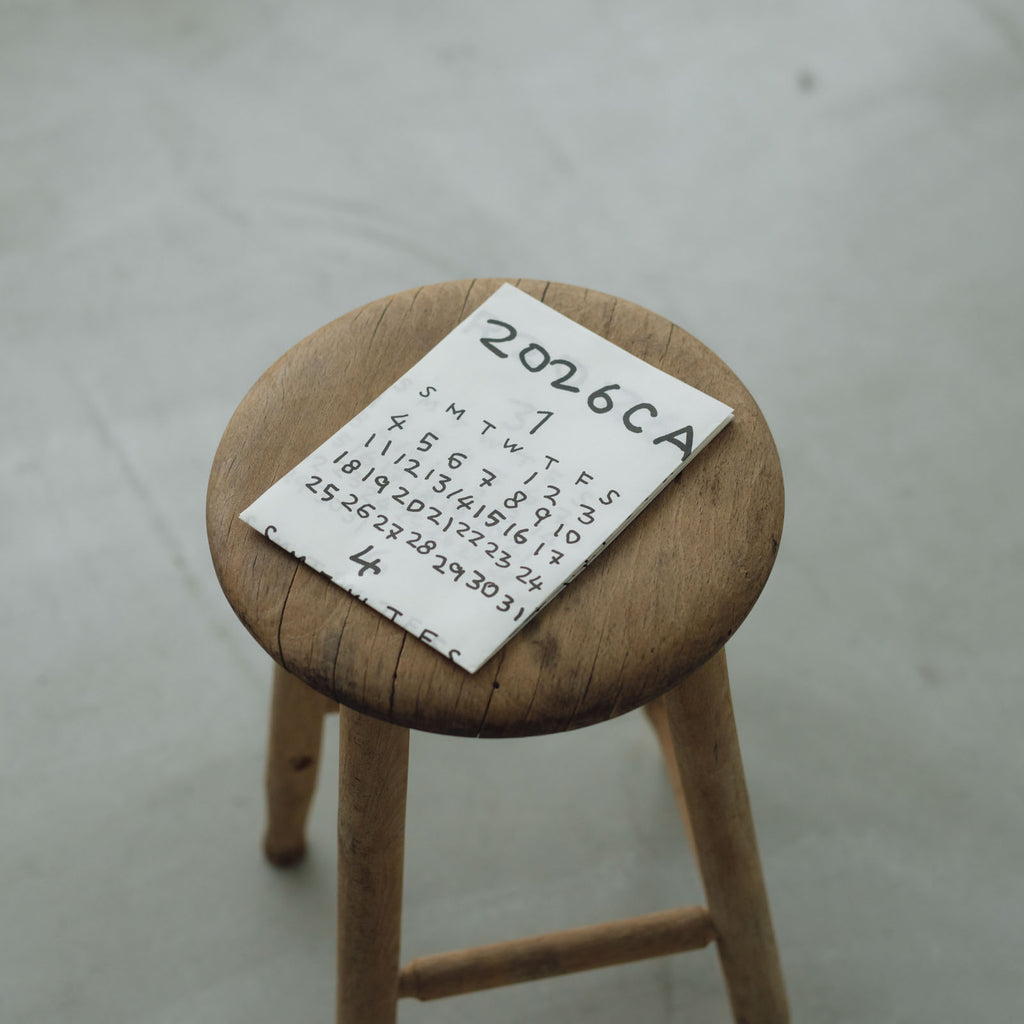 2026CA
1
S M T W T F S
1 2 3
4 5 6 7 8 9 10
11 12 13 14 15 16 17
18 19 20 21 22 23 24
25 26 27 28 29 30 31
4
S M T W T F S